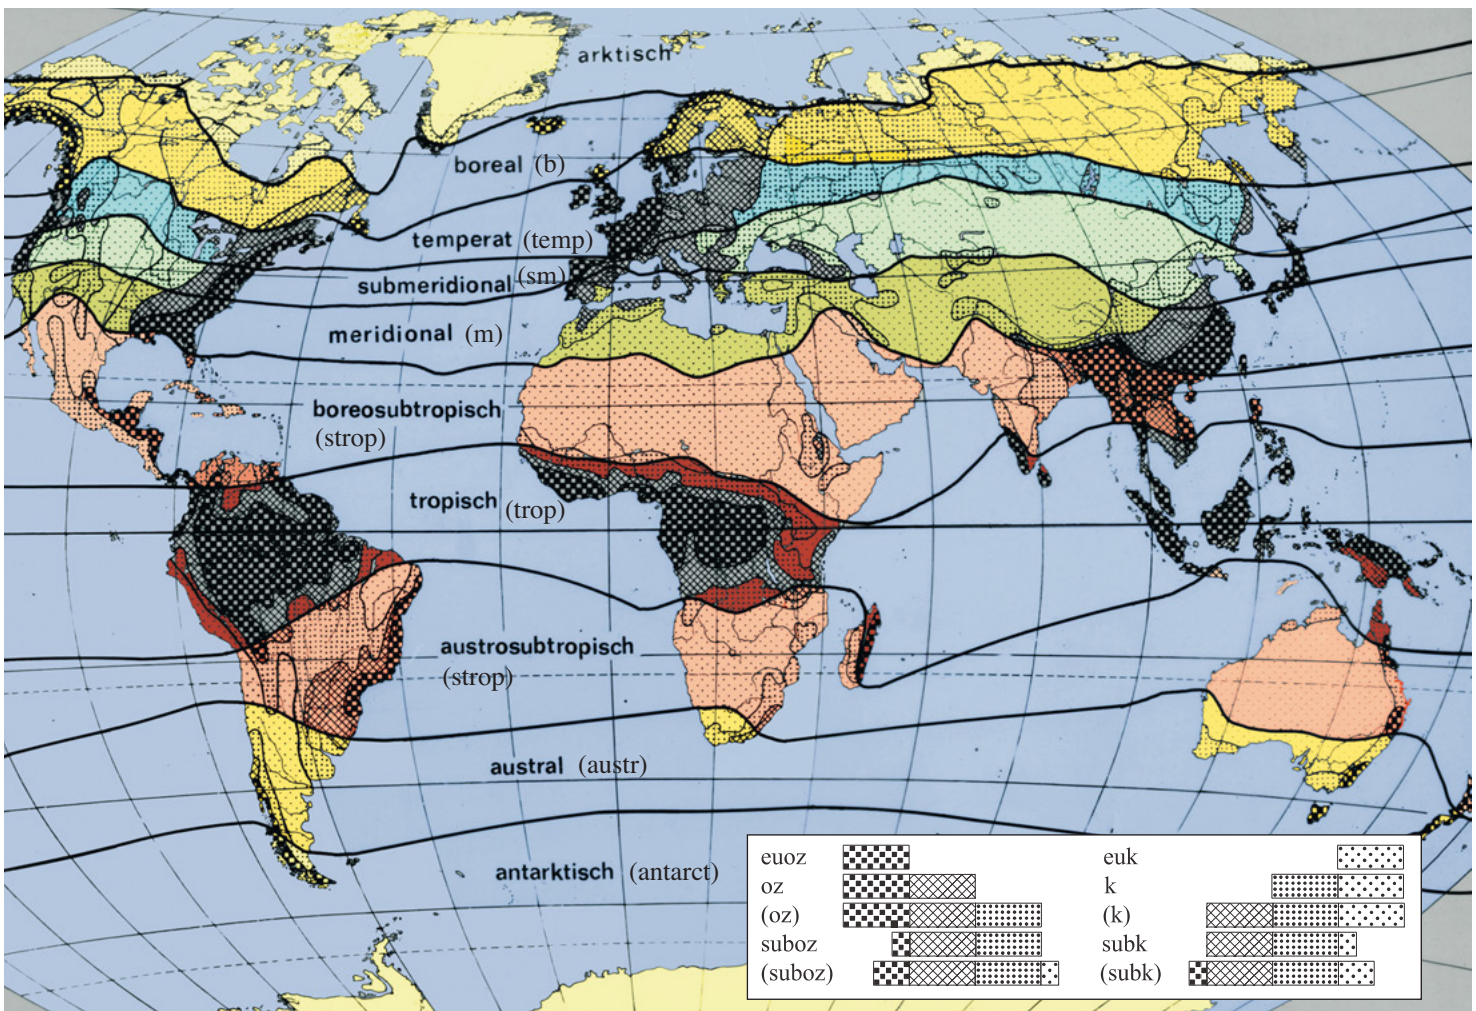 arktisch
boreal (b)
temperat (temp)
submeridional (sm)
meridional (m)
boreosubtropisch
(strop)
tropisch (trop)
austrosubtropisch
(strop)
austral (austr)
antarktisch (antarct)
euoz
oz
(oz)
suboz
(suboz)
euk
k
(k)
subk
(subk)